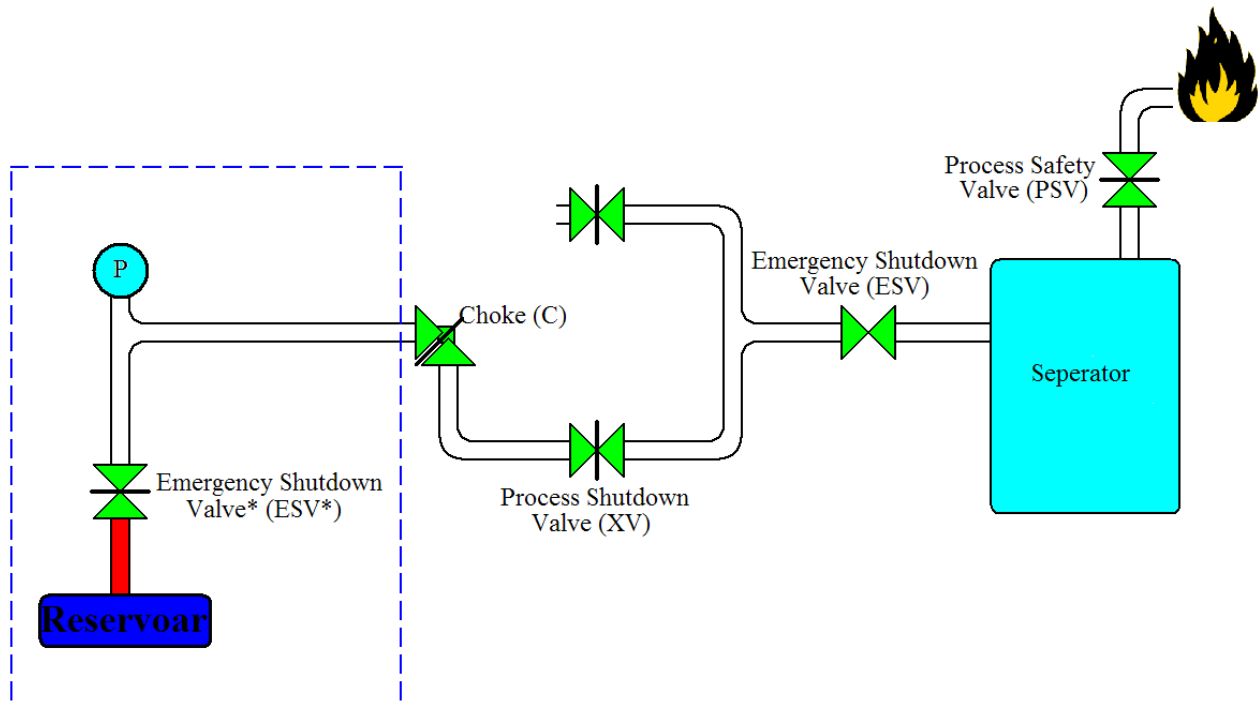 Process Safety
Valve (PSV)
Emergency Shutdown
Valve (ESV)
P
Choke (C)
Seperator
Emergency Shutdown
Valve* (ESV*)
Process Shutdown
Valve (XV)
Reservoar